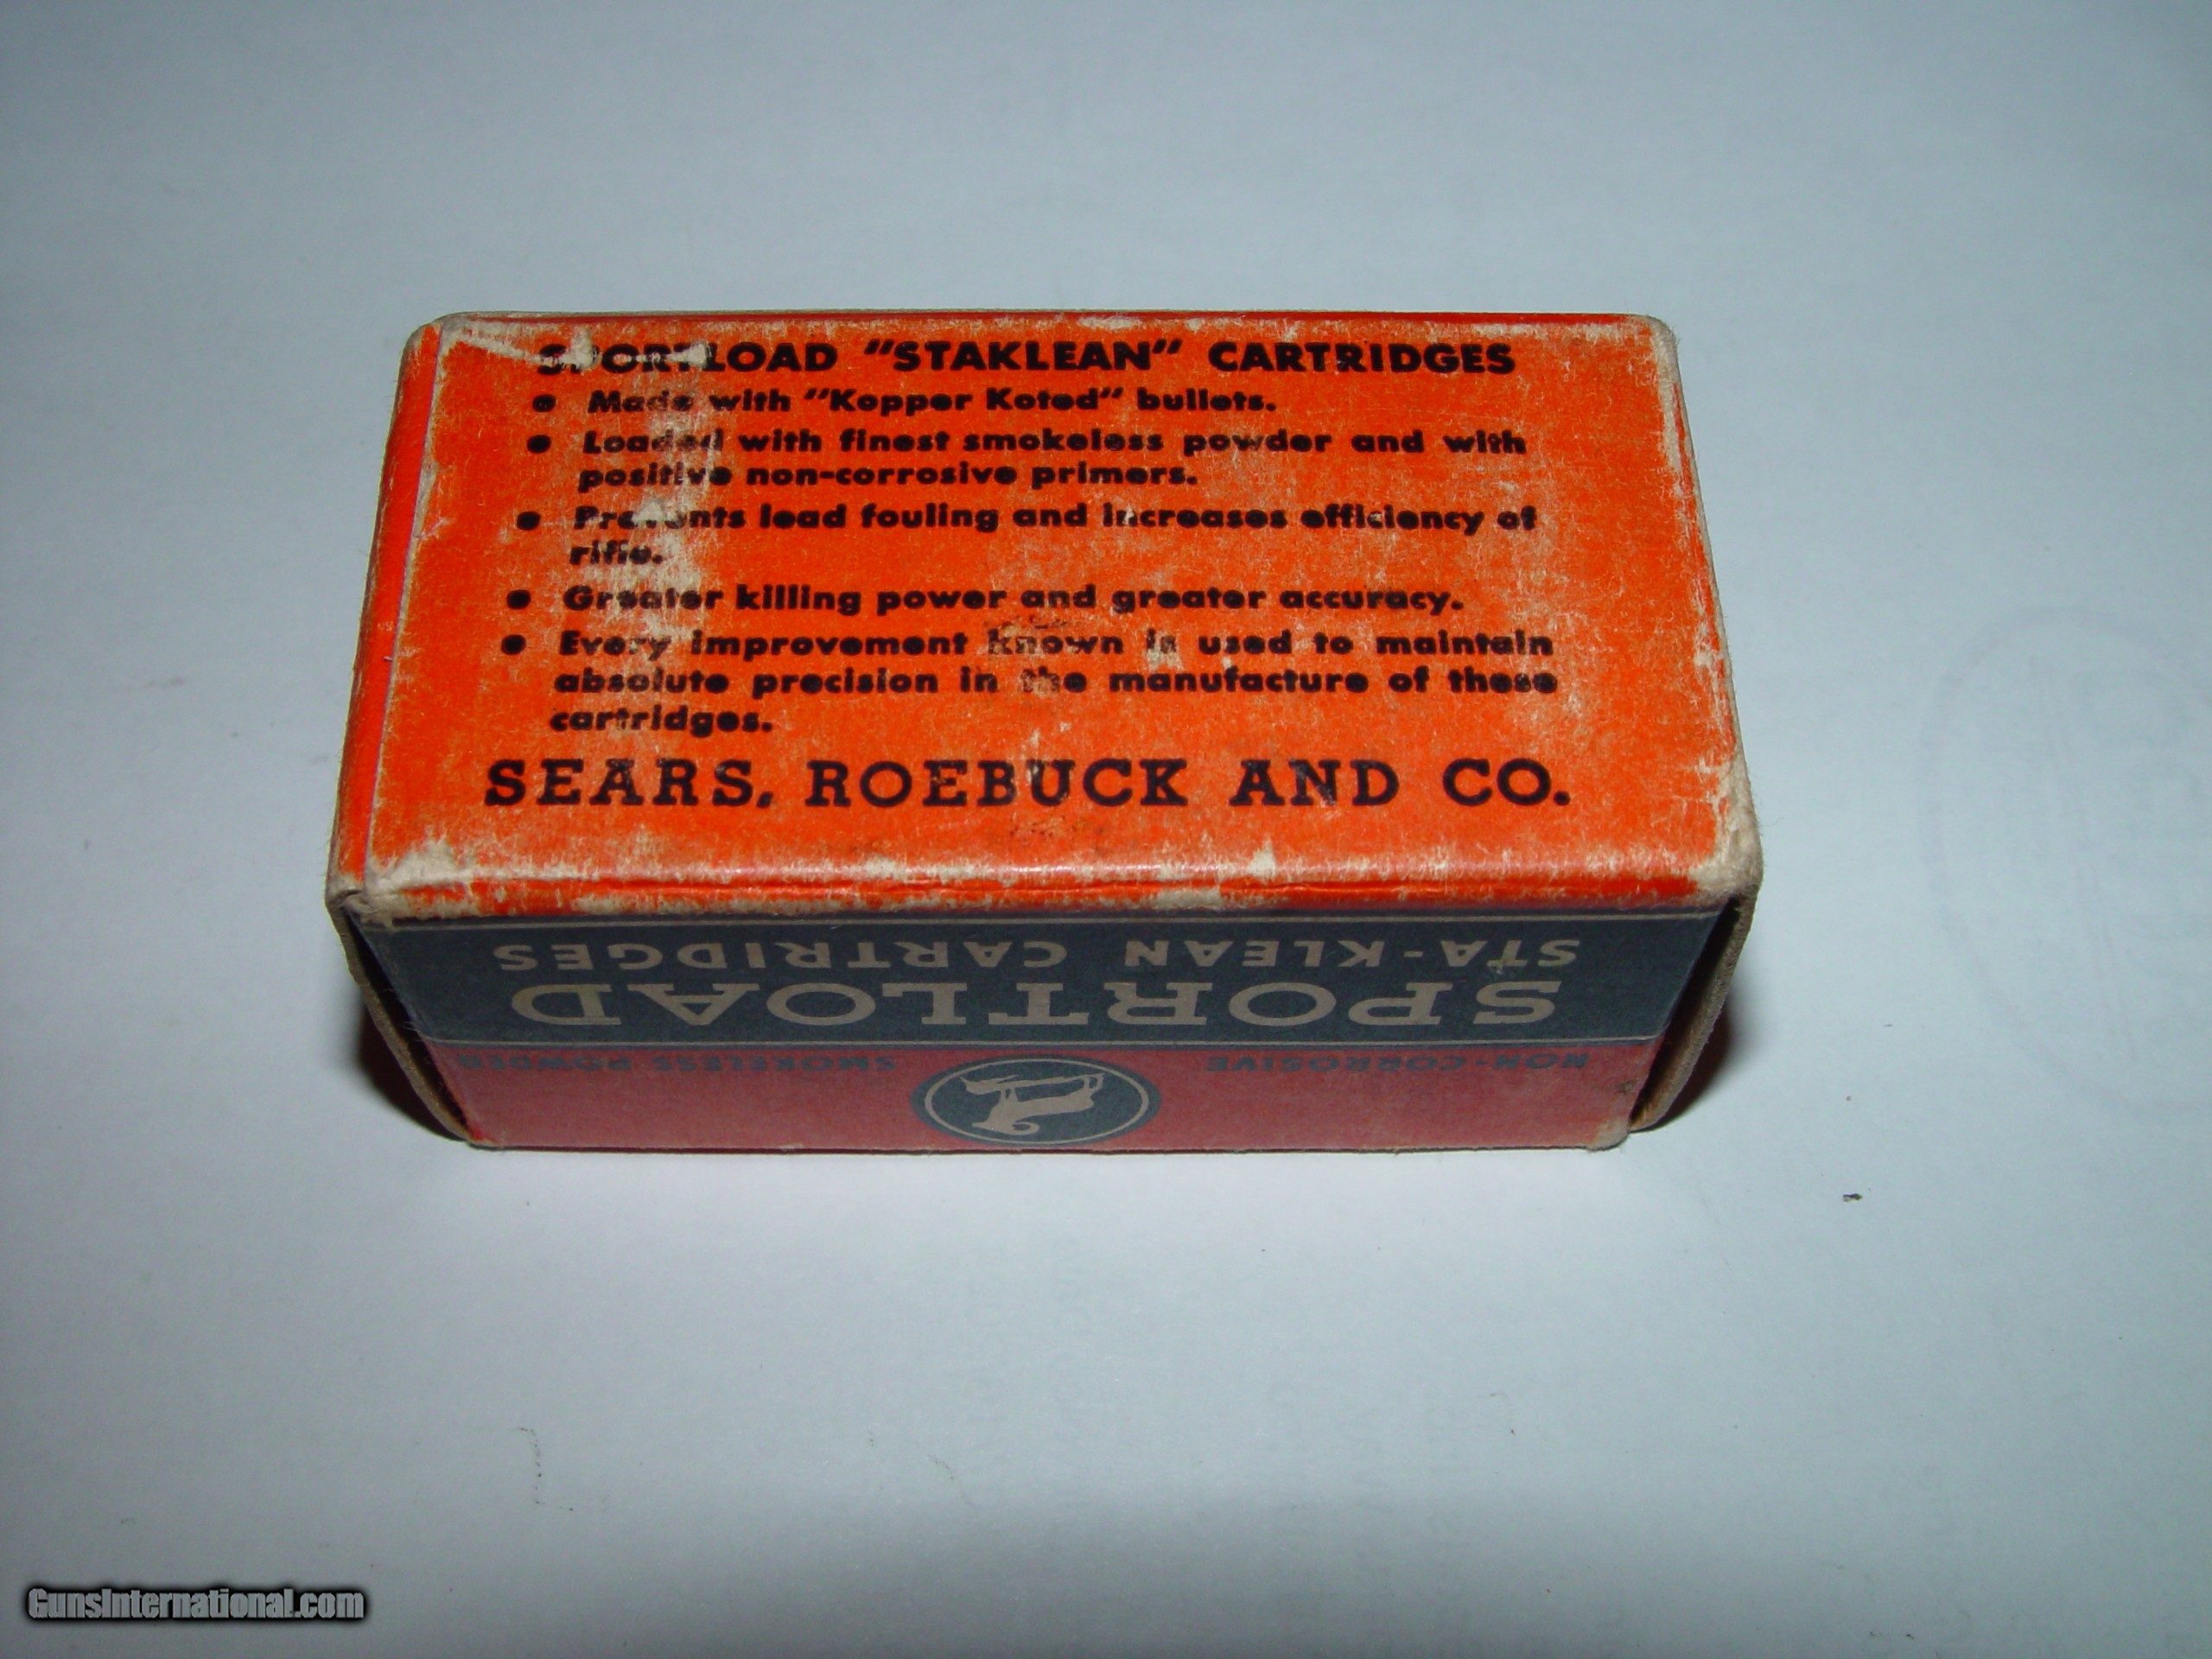 SPORTLOAD "STAKLEAN" CARTRIDGES
• Made with "Kopper Koted" bullets.
• Loaded with finest smokeless powder and with
positive non-corrosive primers.
• Prevents lead fouling and increases efficiency of
rifle.
• Greater killing power and greater accuracy.
• Every improvement known is used to maintain
absolute precision in the manufacture of these
cartridges.
SEARS, ROEBUCK AND CO.
STA-KLEAN CARTRIDGES
SPORTLOAD
NON-CORROSIVE SMOKELESS POWDER
GunsInternational.com